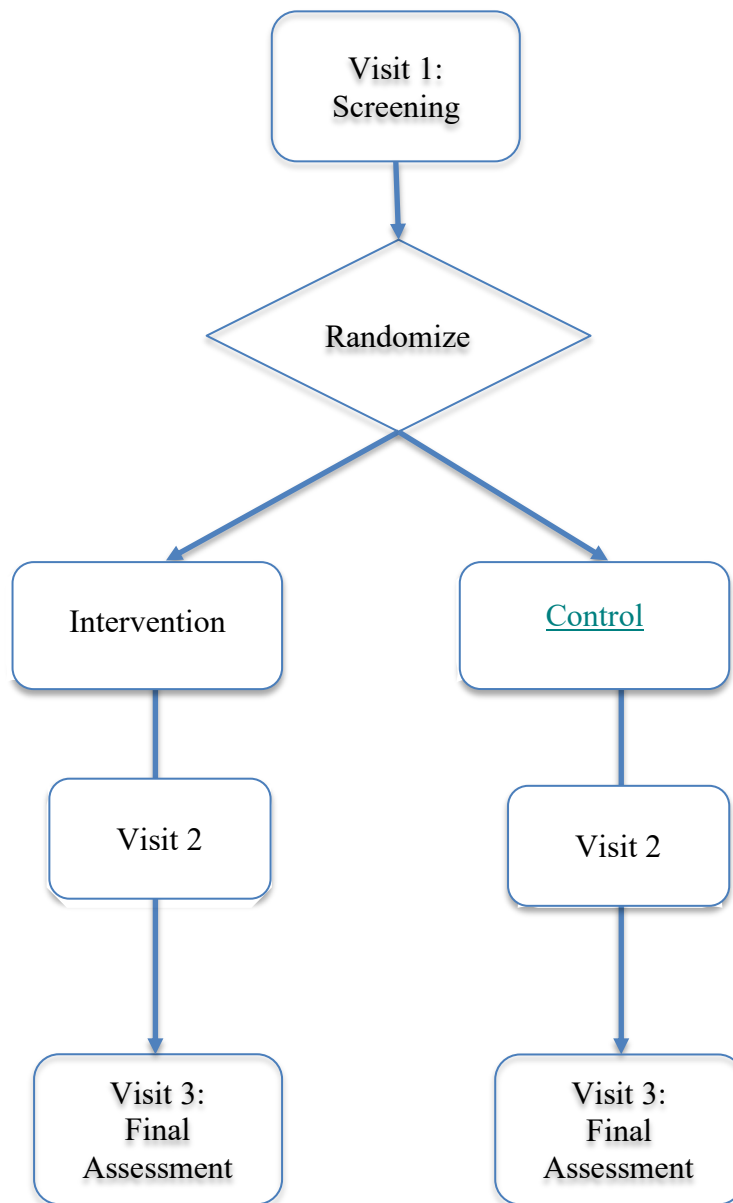 Visit 1:
Screening
Randomize
Intervention
Control
Visit 2
Visit 2
Visit 3:
Final
Assessment
Visit 3:
Final
Assessment